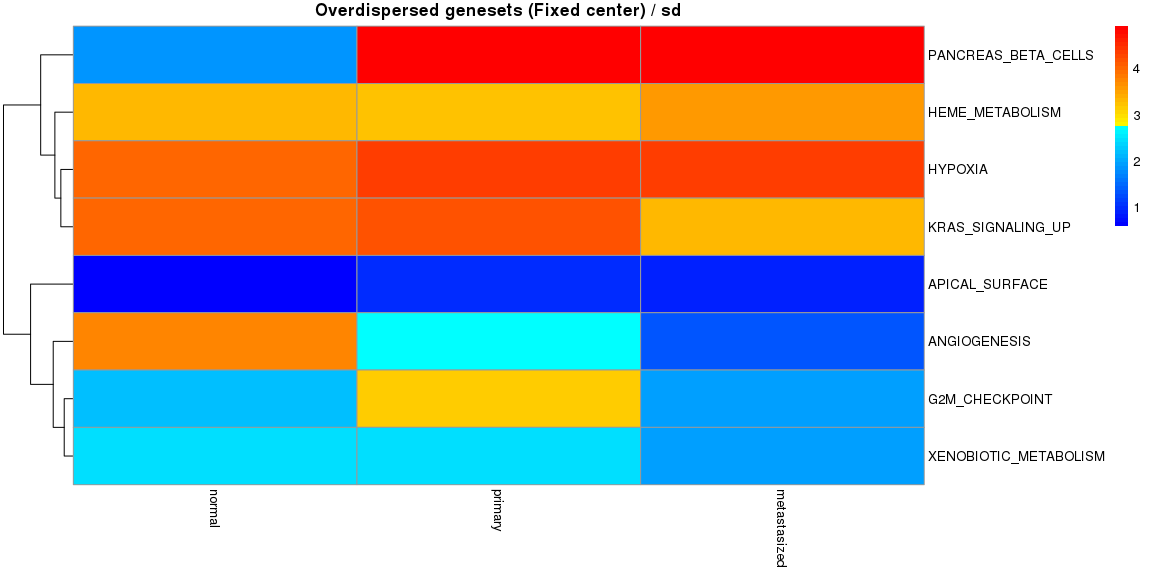 Overdispersed genesets (Fixed center) / sd
PANCREAS_BETA_CELLS
HEME_METABOLISM
HYPOXIA
KRAS_SIGNALING_UP
APICAL_SURFACE
ANGIOGENESIS
G2M_CHECKPOINT
XENOBIOTIC_METABOLISM
4
3
2
1
normal
primary
metastasized